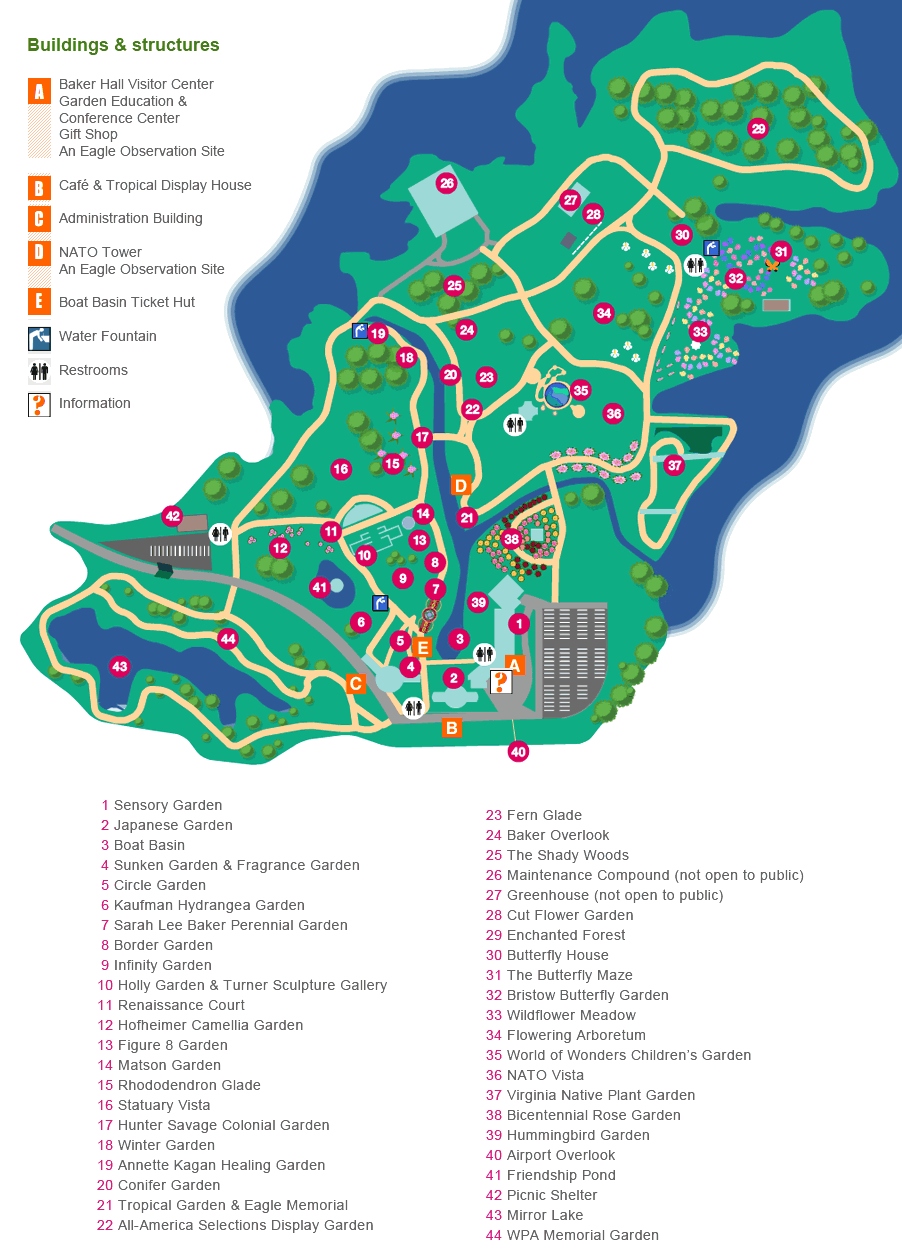 Buildings & structures
A Baker Hall Visitor Center
Garden Education &
Conference Center
Gift Shop
An Eagle Observation Site
B Café & Tropical Display House
C Administration Building
D NATO Tower
An Eagle Observation Site
E Boat Basin Ticket Hut
Water Fountain
Restrooms
? Information
29
26
27
28
30
31
32
25
34
33
19
24
18
20
23
35
22
36
17
16
15
37
D
42
14
21
11
13
38
12
10
8
9
41
7
39
6
1
44
5
E
3
43
4
A
C
2
?
B
40
1 Sensory Garden
2 Japanese Garden
3 Boat Basin
4 Sunken Garden & Fragrance Garden
5 Circle Garden
6 Kaufman Hydrangea Garden
7 Sarah Lee Baker Perennial Garden
8 Border Garden
9 Infinity Garden
10 Holly Garden & Turner Sculpture Gallery
11 Renaissance Court
12 Hofheimer Camellia Garden
13 Figure 8 Garden
14 Matson Garden
15 Rhododendron Glade
16 Statuary Vista
17 Hunter Savage Colonial Garden
18 Winter Garden
19 Annette Kagan Healing Garden
20 Conifer Garden
21 Tropical Garden & Eagle Memorial
22 All-America Selections Display Garden
23 Fern Glade
24 Baker Overlook
25 The Shady Woods
26 Maintenance Compound (not open to public)
27 Greenhouse (not open to public)
28 Cut Flower Garden
29 Enchanted Forest
30 Butterfly House
31 The Butterfly Maze
32 Bristow Butterfly Garden
33 Wildflower Meadow
34 Flowering Arboretum
35 World of Wonders Children's Garden
36 NATO Vista
37 Virginia Native Plant Garden
38 Bicentennial Rose Garden
39 Hummingbird Garden
40 Airport Overlook
41 Friendship Pond
42 Picnic Shelter
43 Mirror Lake
44 WPA Memorial Garden